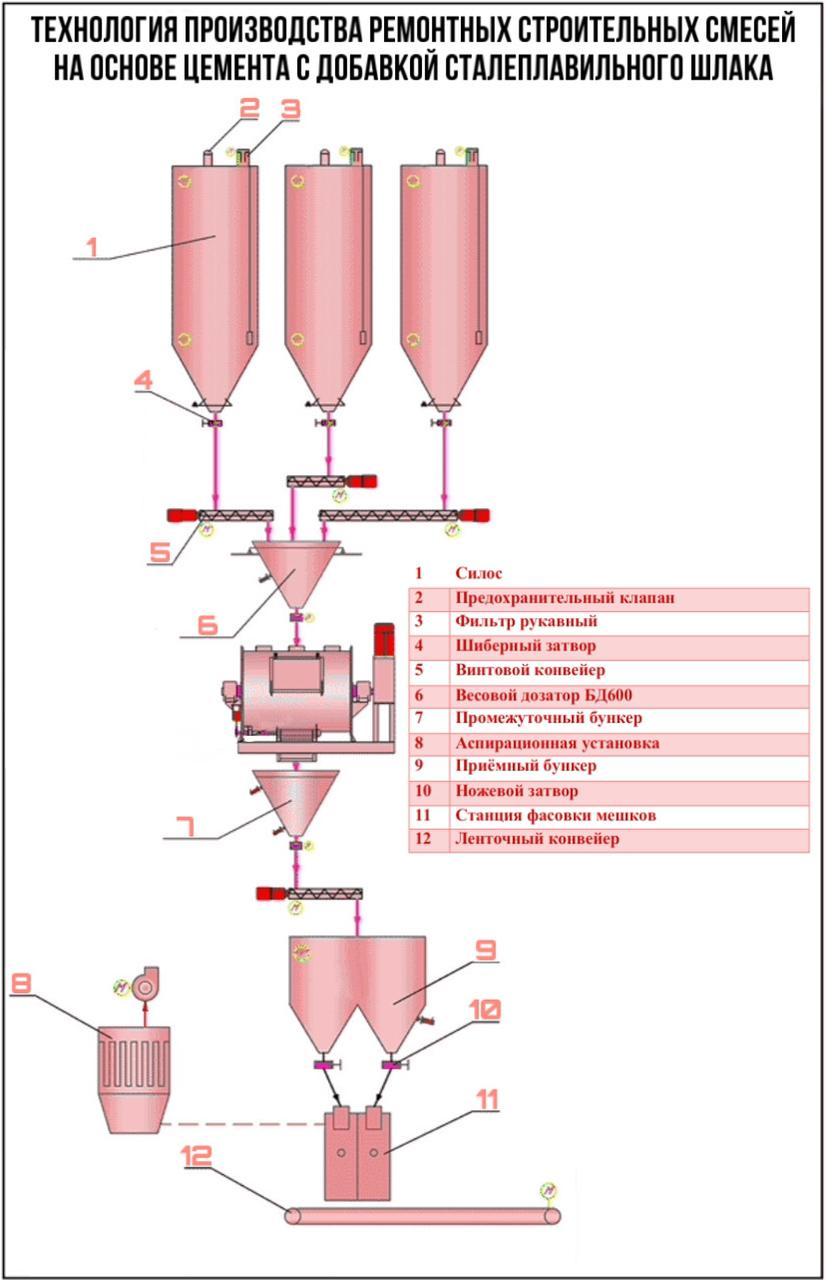 ТЕХНОЛОГИЯ ПРОИЗВОДСТВА РЕМОНТНЫХ СТРОИТЕЛЬНЫХ СМЕСЕЙ
НА ОСНОВЕ ЦЕМЕНТА С ДОБАВКОЙ СТАЛЕПЛАВИЛЬНОГО ШЛАКА
2 3
1
4
5
6
1 Силос
2 Предохранительный клапан
3 Фильтр рукавный
4 Шиберный затвор
5 Винтовой конвейер
6 Весовой дозатор БД600
7 Промежуточный бункер
8 Аспирационная установка
9 Приёмный бункер
10 Ножевой затвор
11 Станция фасовки мешков
12 Ленточный конвейер
7
9
8
10
11
12